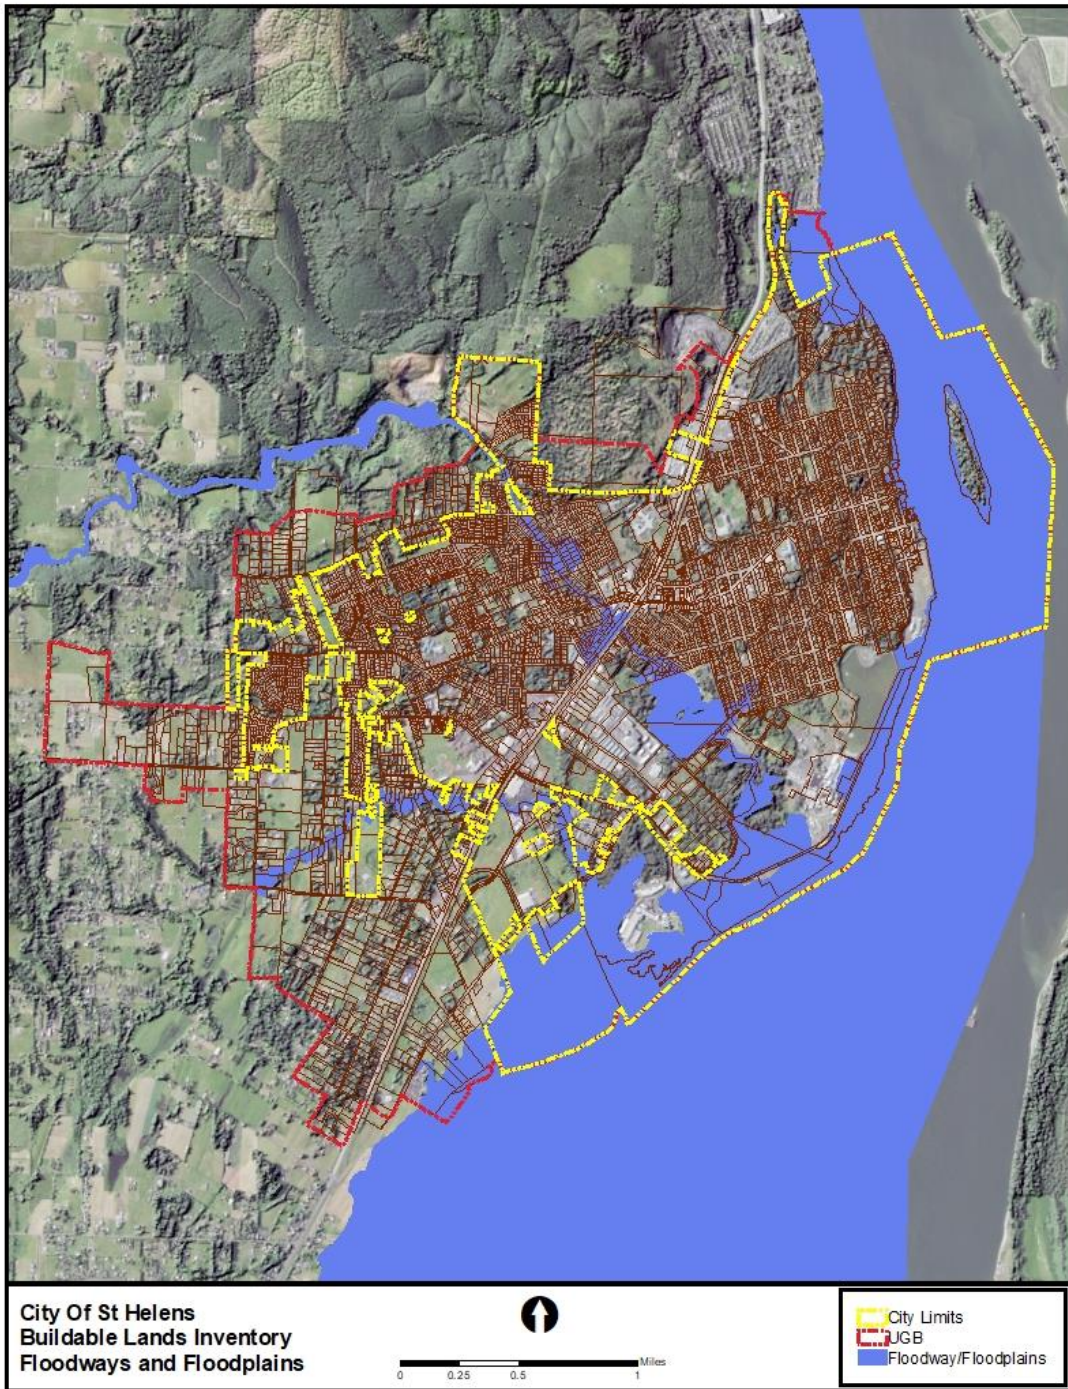 City Of St Helens
Buildable Lands Inventory
Floodways and Floodplains
Miles
0 0.25 0.5 1
City Limits
UGB
Floodway/Floodplains